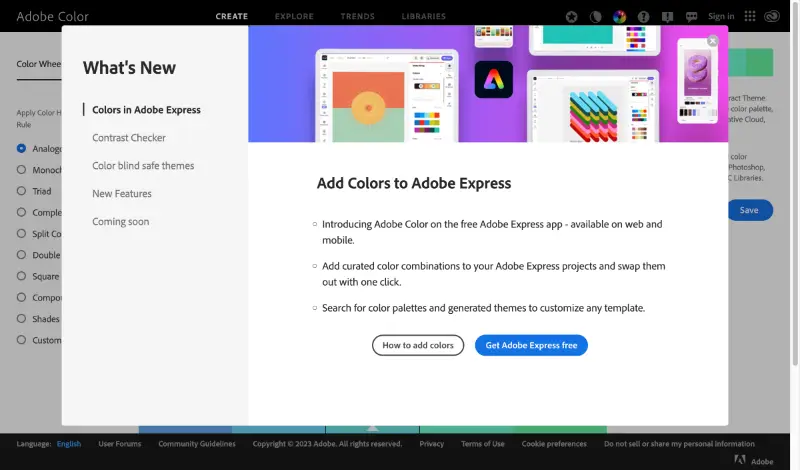 Adobe Color
CREATE
EXPLORE
TRENDS
LIBRARIES
Sign in
Color Whee
Apply Color H
Rule
Analogo
Monoch
Triad
Comple
Split Co
Double
Square
Compou
Shades
Custom
What's New
Colors in Adobe Express
Contrast Checker
Color blind safe themes
New Features
Coming soon
Add Colors to Adobe Express
Introducing Adobe Color on the free Adobe Express app - available on web and
mobile.
Add curated color combinations to your Adobe Express projects and swap them
out with one click.
Search for color palettes and generated themes to customize any template.
How to add colors
Get Adobe Express free
ract Theme.
color palette,
ative Cloud,
color
Photoshop,
C Libraries.
Save
Language:
English
User Forums
Community Guidelines
Copyright © 2023 Adobe. All rights reserved.
Privacy
Terms of Use
Cookie preferences
Do not sell or share my personal information
Adobe